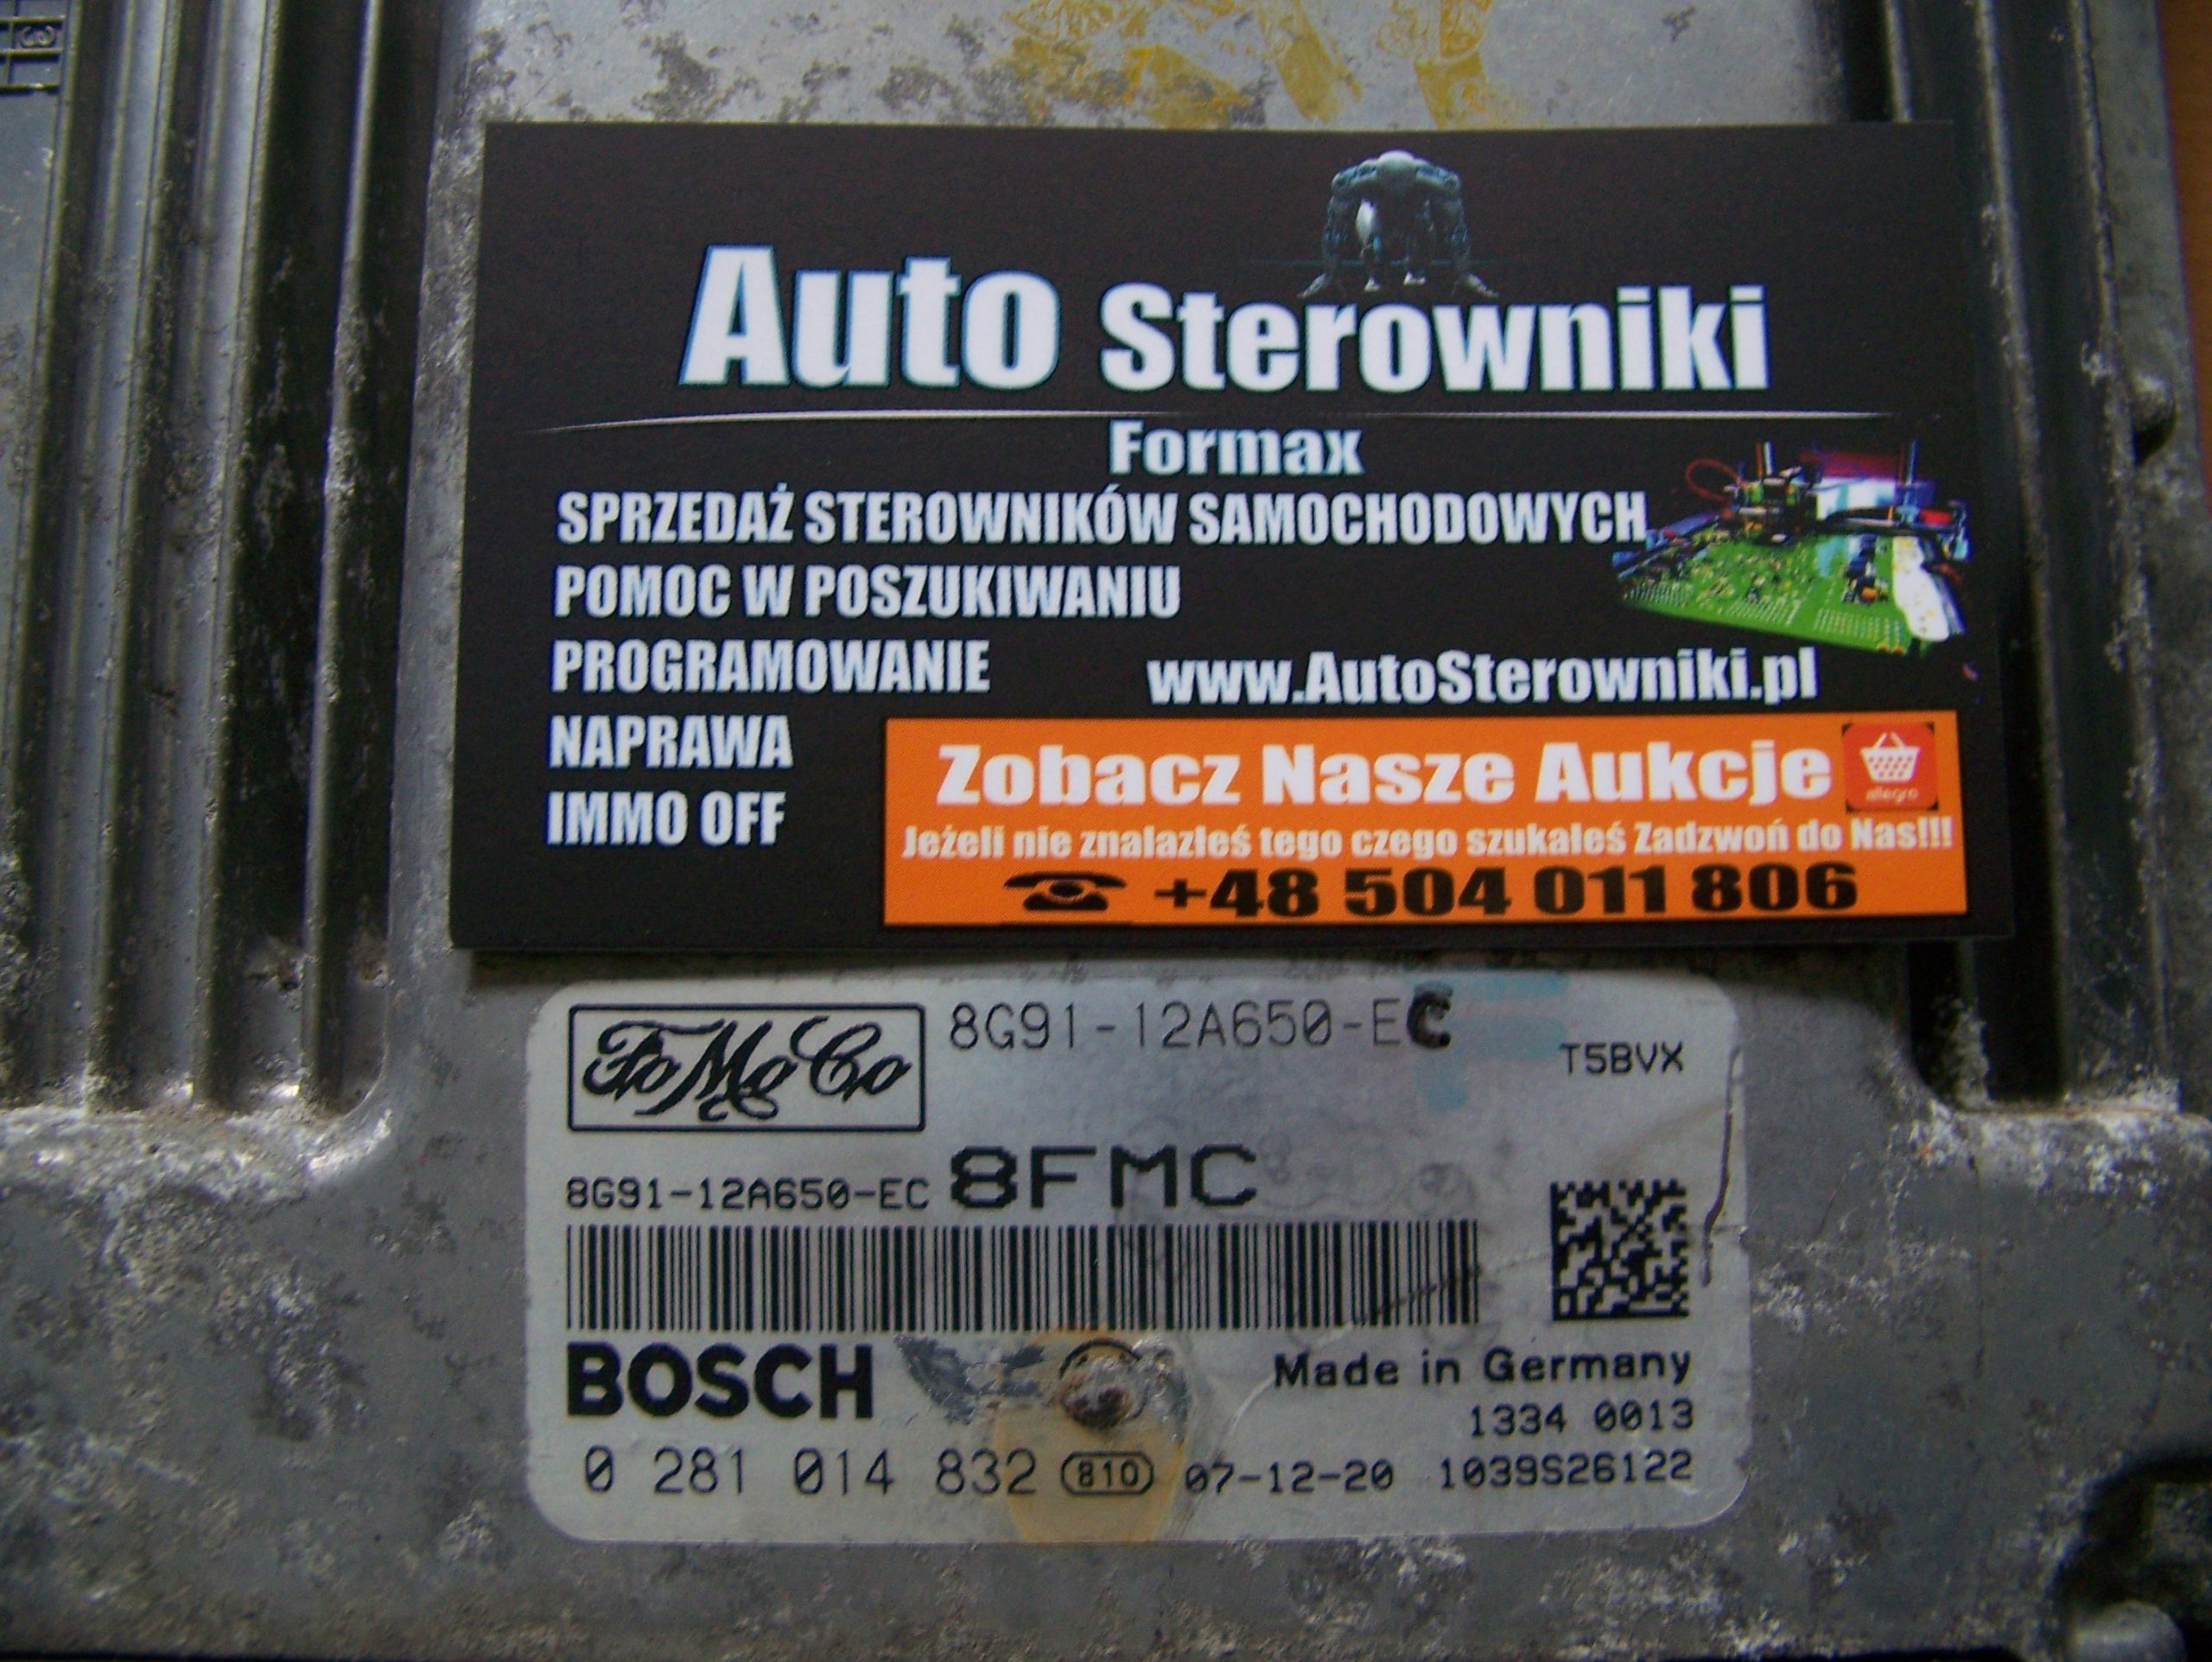 Auto Sterowniki
Formax
SPRZEDAŻ STEROWNIKÓW SAMOCHODOWYCH
POMOC W POSZUKIWANIU
PROGRAMOWANIE
www.AutoSterowniki.pl
NAPRAWA
IMMO OFF
Zobacz Nasze Aukcje
allegro
Jeżeli nie znalazłeś tego czego szukałeś Zadzwoń do Nas!!!
+48 504 011 806
FoMoCo
8G91-12A650-EC
T5BVX
8G91-12A650-EC 8FMC
BOSCH
Made in Germany
1334 0013
0 281 014 832 810 07-12-20 1039S26122